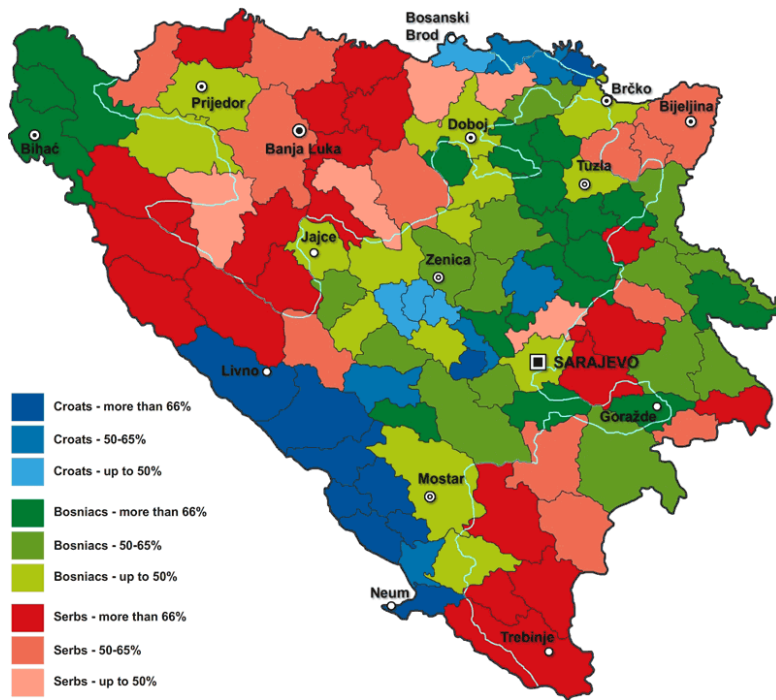 Bosanski
Brod
Brčko
Bijeljina
Prijedor
Doboj
Banja Luka
Bihać
Tuzla
Jajce
Zenica
SARAJEVO
Livno
Goražde
Croats - more than 66%
Croats - 50-65%
Croats - up to 50%
Mostar
Bosniacs - more than 66%
Bosniacs - 50-65%
Bosniacs - up to 50%
Neum
Serbs - more than 66%
Trebinje
Serbs - 50-65%
Serbs - up to 50%